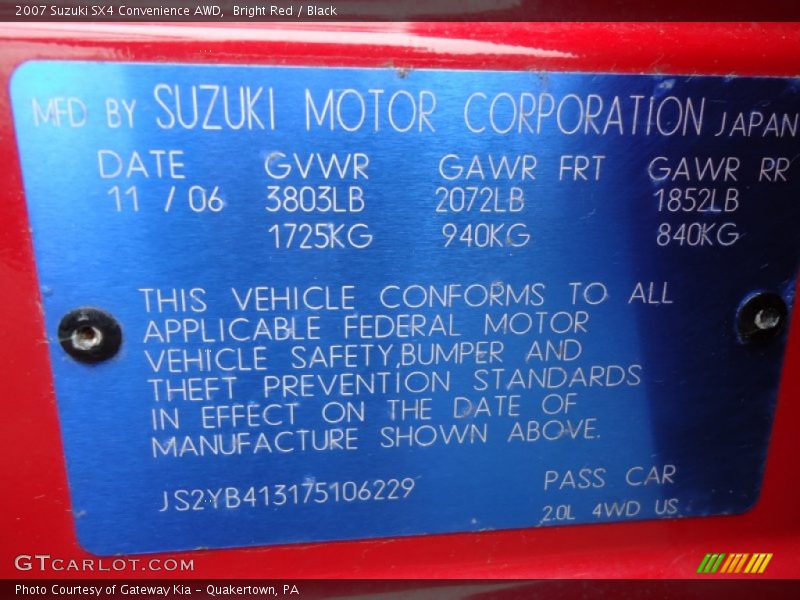 2007 Suzuki SX4 Convenience AWD,  Bright Red / Black
MFD BY SUZUKI MOTOR CORPORATION JAPAN
DATE GVWR GAWR FRT GAWR RR
11 / 06 3803LB 2072LB 1852LB
1725KG 940KG 840KG
THIS VEHICLE CONFORMS TO ALL
APPLICABLE FEDERAL MOTOR
VEHICLE SAFETY,BUMPER AND
THEFT PREVENTION STANDARDS
IN EFFECT ON THE DATE OF
MANUFACTURE SHOWN ABOVE.
JS2YB413175106229 PASS CAR
2.0L 4WD US
GTCARLOT.COM
Photo Courtesy of Gateway Kia - Quakertown, PA